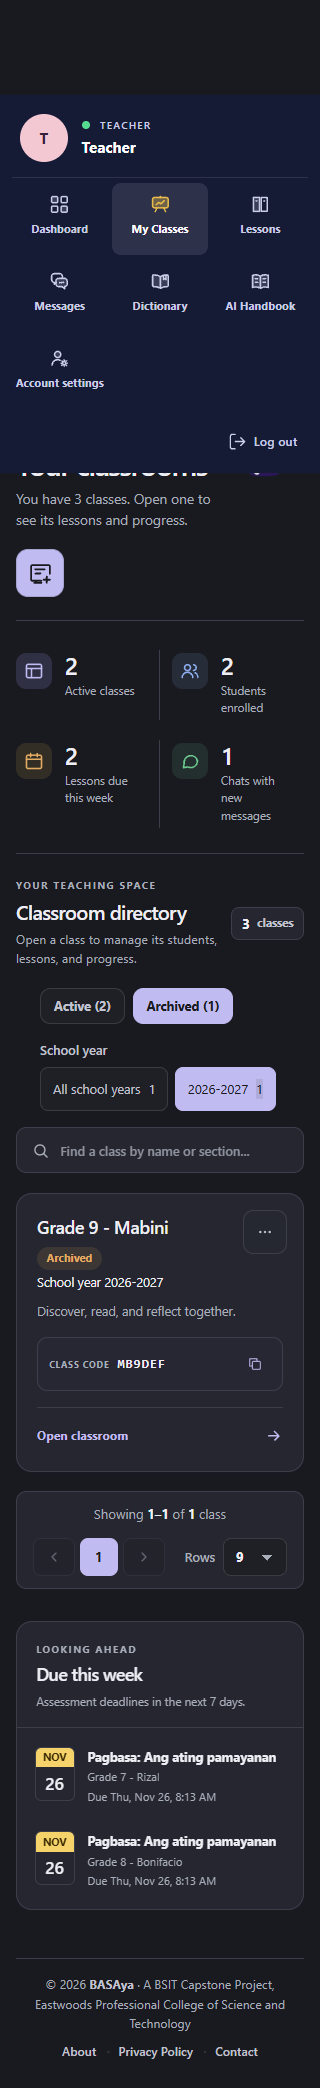 T
TEACHER
Teacher
Dashboard
My Classes
Lessons
Messages
Dictionary
AI Handbook
Account settings
Log out
You have 3 classes. Open one to
see its lessons and progress.
2
Active classes
2
Students
enrolled
2
Lessons due
this week
1
Chats with
new
messages
YOUR TEACHING SPACE
Classroom directory
3 classes
Open a class to manage its students,
lessons, and progress.
Active (2)
Archived (1)
School year
All school years 1
2026-2027 1
Find a class by name or section...
Grade 9 - Mabini
Archived
School year 2026-2027
Discover, read, and reflect together.
CLASS CODE MB9DEF
Open classroom
Showing 1–1 of 1 class
1
Rows
9
LOOKING AHEAD
Due this week
Assessment deadlines in the next 7 days.
NOV
26
Pagbasa: Ang ating pamayanan
Grade 7 - Rizal
Due Thu, Nov 26, 8:13 AM
NOV
26
Pagbasa: Ang ating pamayanan
Grade 8 - Bonifacio
Due Thu, Nov 26, 8:13 AM
© 2026 BASAya · A BSIT Capstone Project,
Eastwoods Professional College of Science and
Technology
About · Privacy Policy · Contact